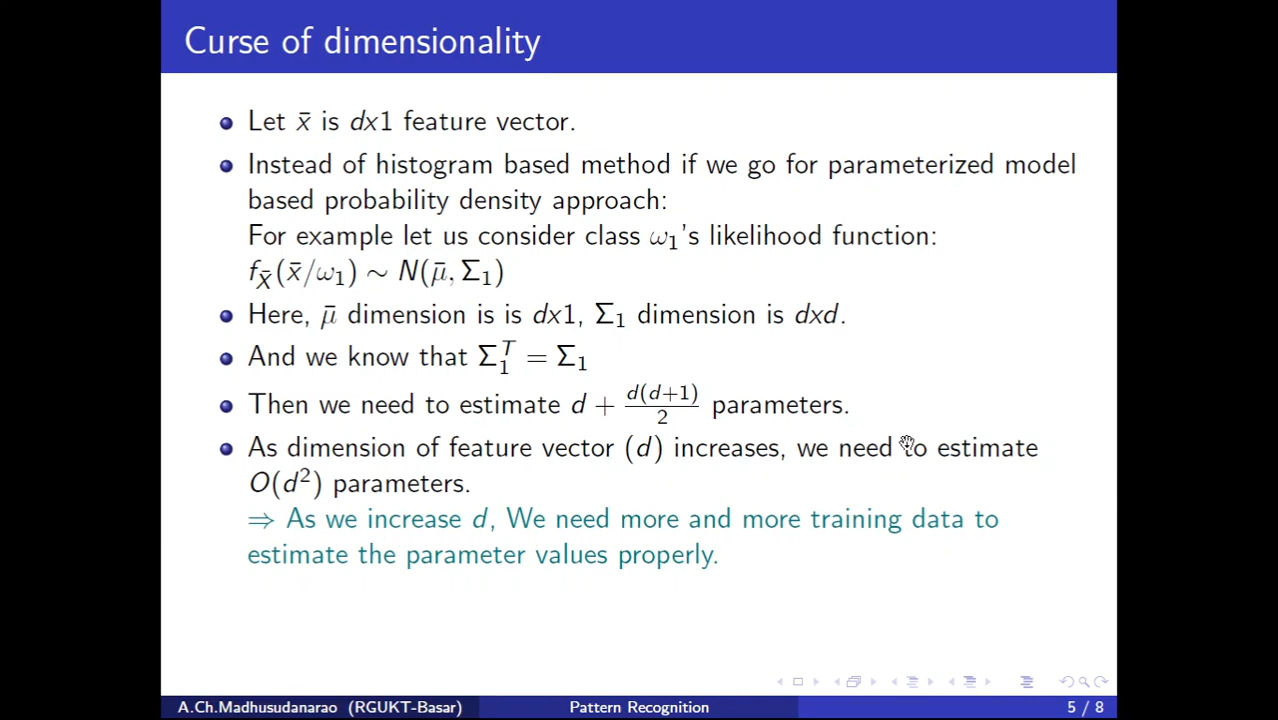 Curse of dimensionality
Let x̄ is dx1 feature vector.
Instead of histogram based method if we go for parameterized model
based probability density approach:
For example let us consider class ω₁'s likelihood function:
f_X̄(x̄/ω₁) ∼ N(μ̄, Σ₁)
Here, μ̄ dimension is is dx1, Σ₁ dimension is dxd.
And we know that Σ₁ᵀ = Σ₁
Then we need to estimate d + d(d+1)/2 parameters.
As dimension of feature vector (d) increases, we need to estimate
O(d²) parameters.
⇒ As we increase d, We need more and more training data to
estimate the parameter values properly.
A.Ch.Madhusudanarao (RGUKT-Basar) Pattern Recognition 5 / 8